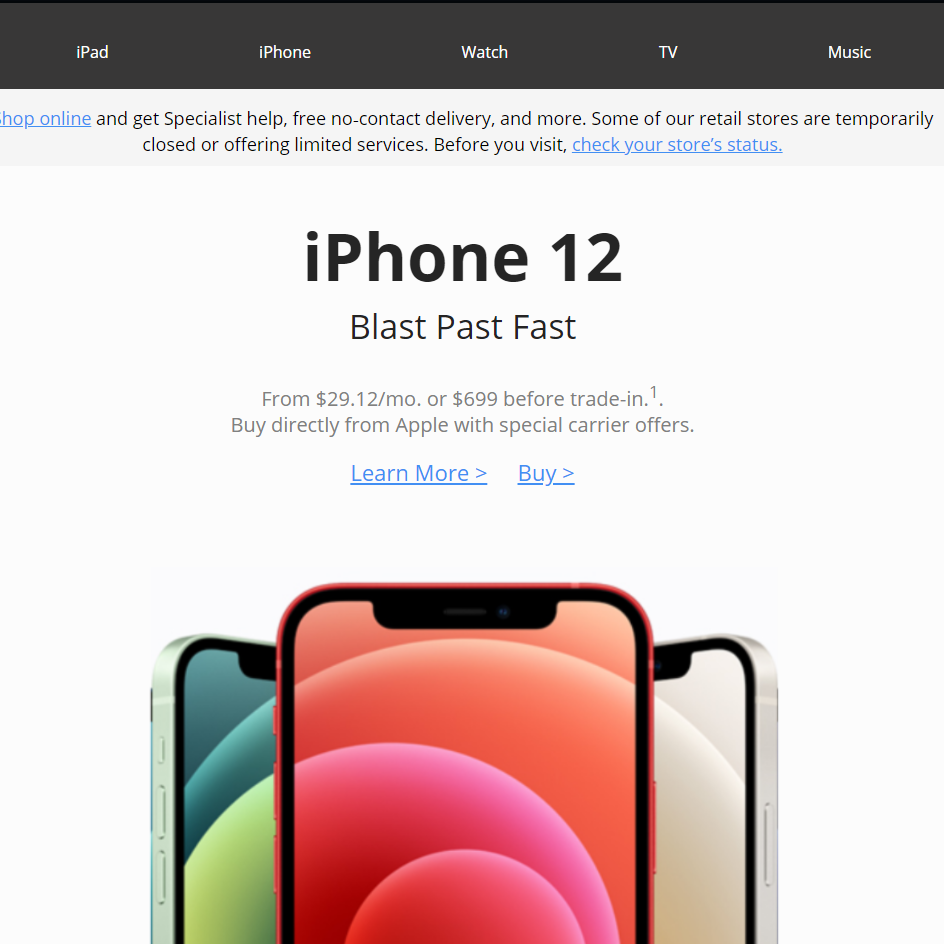 iPad iPhone Watch TV Music
Shop online and get Specialist help, free no-contact delivery, and more. Some of our retail stores are temporarily
closed or offering limited services. Before you visit, check your store’s status.
iPhone 12
Blast Past Fast
From $29.12/mo. or $699 before trade-in.1.
Buy directly from Apple with special carrier offers.
Learn More > Buy >